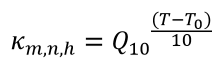 κ_{m,n,h} = Q_{10}^{\frac{(T-T_0)}{10}}